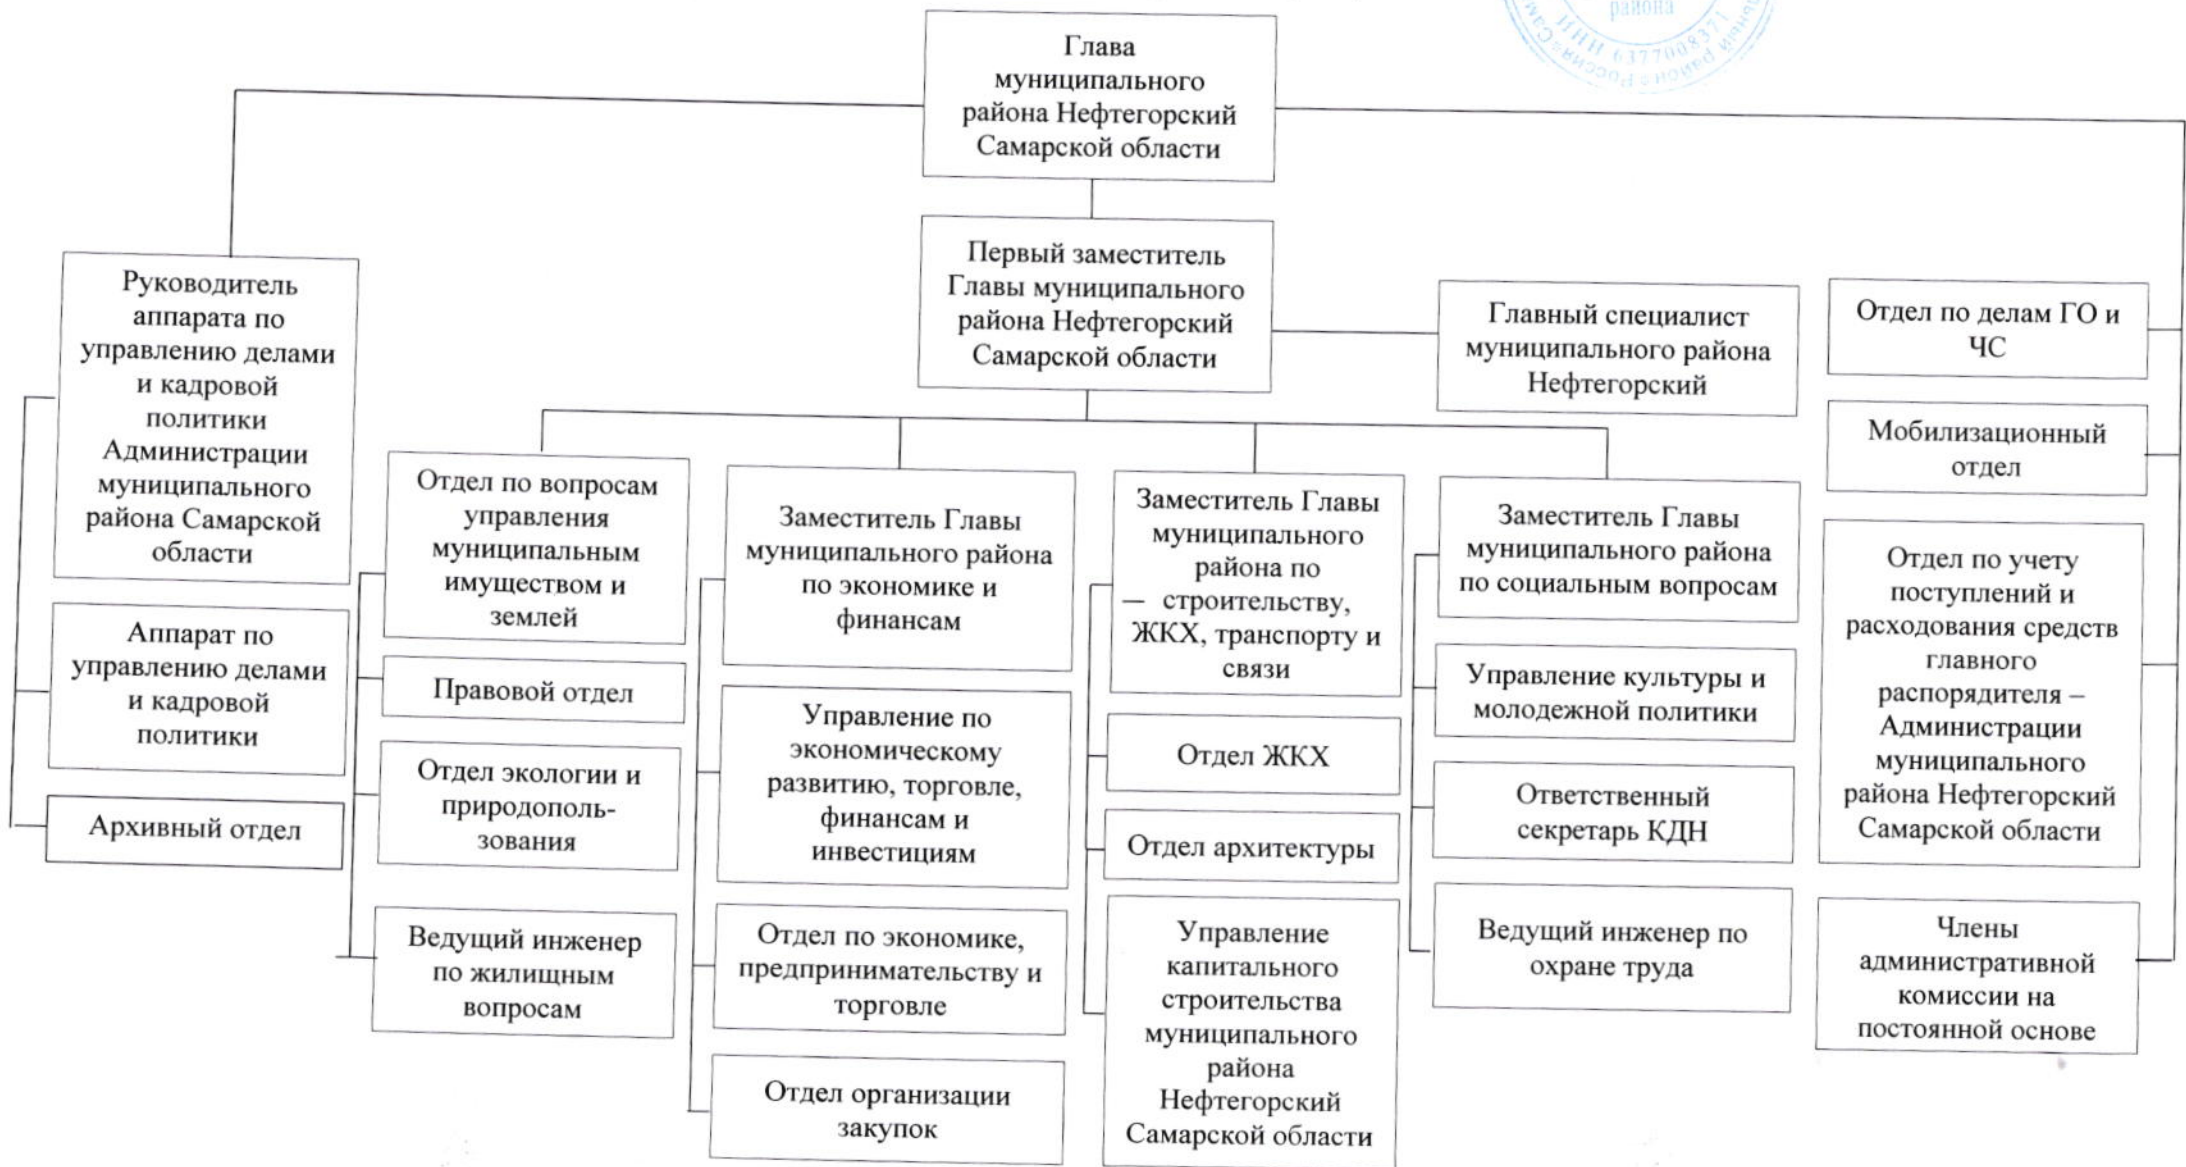 района
ИНН 6377008371
Глава
муниципального
района Нефтегорский
Самарской области
Первый заместитель
Главы муниципального
района Нефтегорский
Самарской области
Руководитель
аппарата по
управлению делами
и кадровой
политики
Администрации
муниципального
района Самарской
области
Аппарат по
управлению делами
и кадровой
политики
Архивный отдел
Отдел по вопросам
управления
муниципальным
имуществом и
землей
Правовой отдел
Отдел экологии и
природополь-
зования
Ведущий инженер
по жилищным
вопросам
Заместитель Главы
муниципального района
по экономике и
финансам
Управление по
экономическому
развитию, торговле,
финансам и
инвестициям
Отдел по экономике,
предпринимательству и
торговле
Отдел организации
закупок
Заместитель Главы
муниципального
района по
— строительству,
ЖКХ, транспорту и
связи
Отдел ЖКХ
Отдел архитектуры
Управление
капитального
строительства
муниципального
района
Нефтегорский
Самарской области
Главный специалист
муниципального района
Нефтегорский
Заместитель Главы
муниципального района
по социальным вопросам
Управление культуры и
молодежной политики
Ответственный
секретарь КДН
Ведущий инженер по
охране труда
Отдел по делам ГО и
ЧС
Мобилизационный
отдел
Отдел по учету
поступлений и
расходования средств
главного
распорядителя –
Администрации
муниципального
района Нефтегорский
Самарской области
Члены
административной
комиссии на
постоянной основе